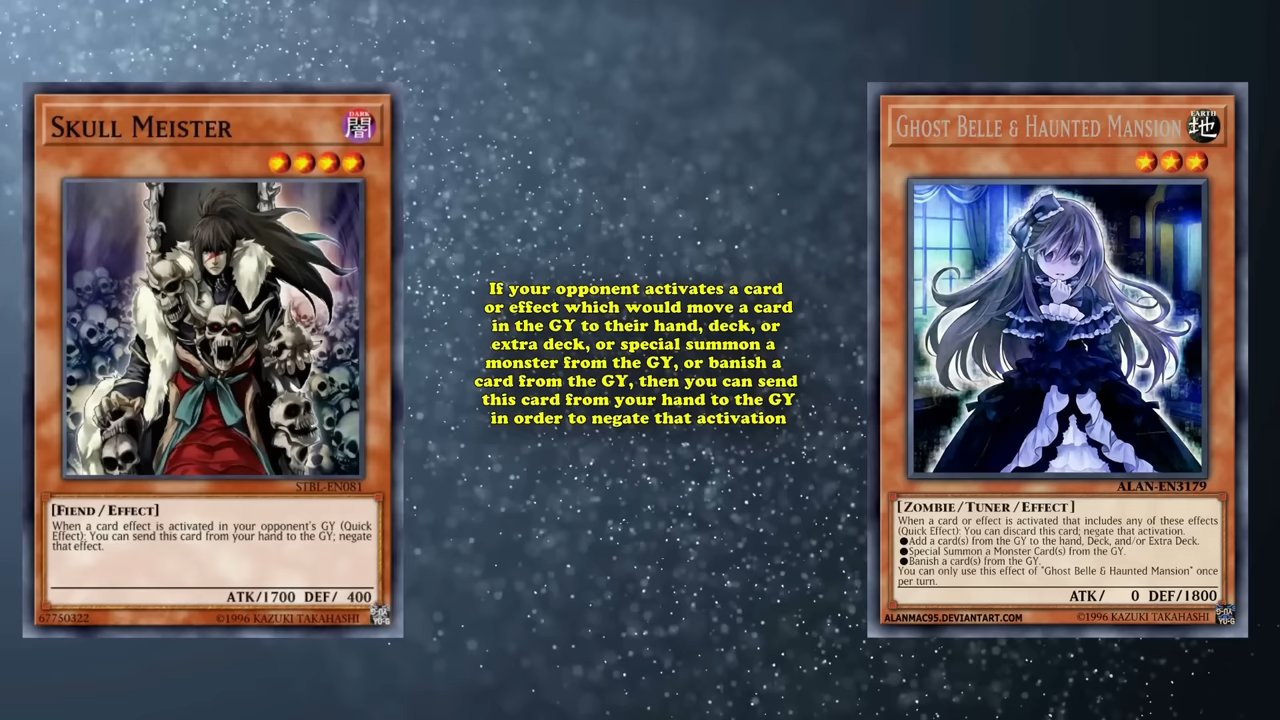 SKULL MEISTER
DARK
闇
STBL-EN081
[FIEND/EFFECT]
When a card effect is activated in your opponent's GY (Quick
Effect): You can send this card from your hand to the GY; negate
that effect.
ATK/1700 DEF/ 400
67750322
©1996 KAZUKI TAKAHASHI
If your opponent activates a card
or effect which would move a card
in the GY to their hand, deck, or
extra deck, or special summon a
monster from the GY, or banish a
card from the GY, then you can send
this card from your hand to the GY
in order to negate that activation
GHOST BELLE & HAUNTED MANSION
EARTH
地
ALAN-EN3179
[ZOMBIE/TUNER/EFFECT]
When a card or effect is activated that includes any of these effects
(Quick Effect): You can discard this card; negate that activation.
●Add a card(s) from the GY to the hand, Deck, and/or Extra Deck.
●Special Summon a Monster Card(s) from the GY.
●Banish a card(s) from the GY.
You can only use this effect of "Ghost Belle & Haunted Mansion" once
per turn.
ATK/ 0 DEF/1800
ALANMAC95.DEVIANTART.COM
©1996 KAZUKI TAKAHASHI